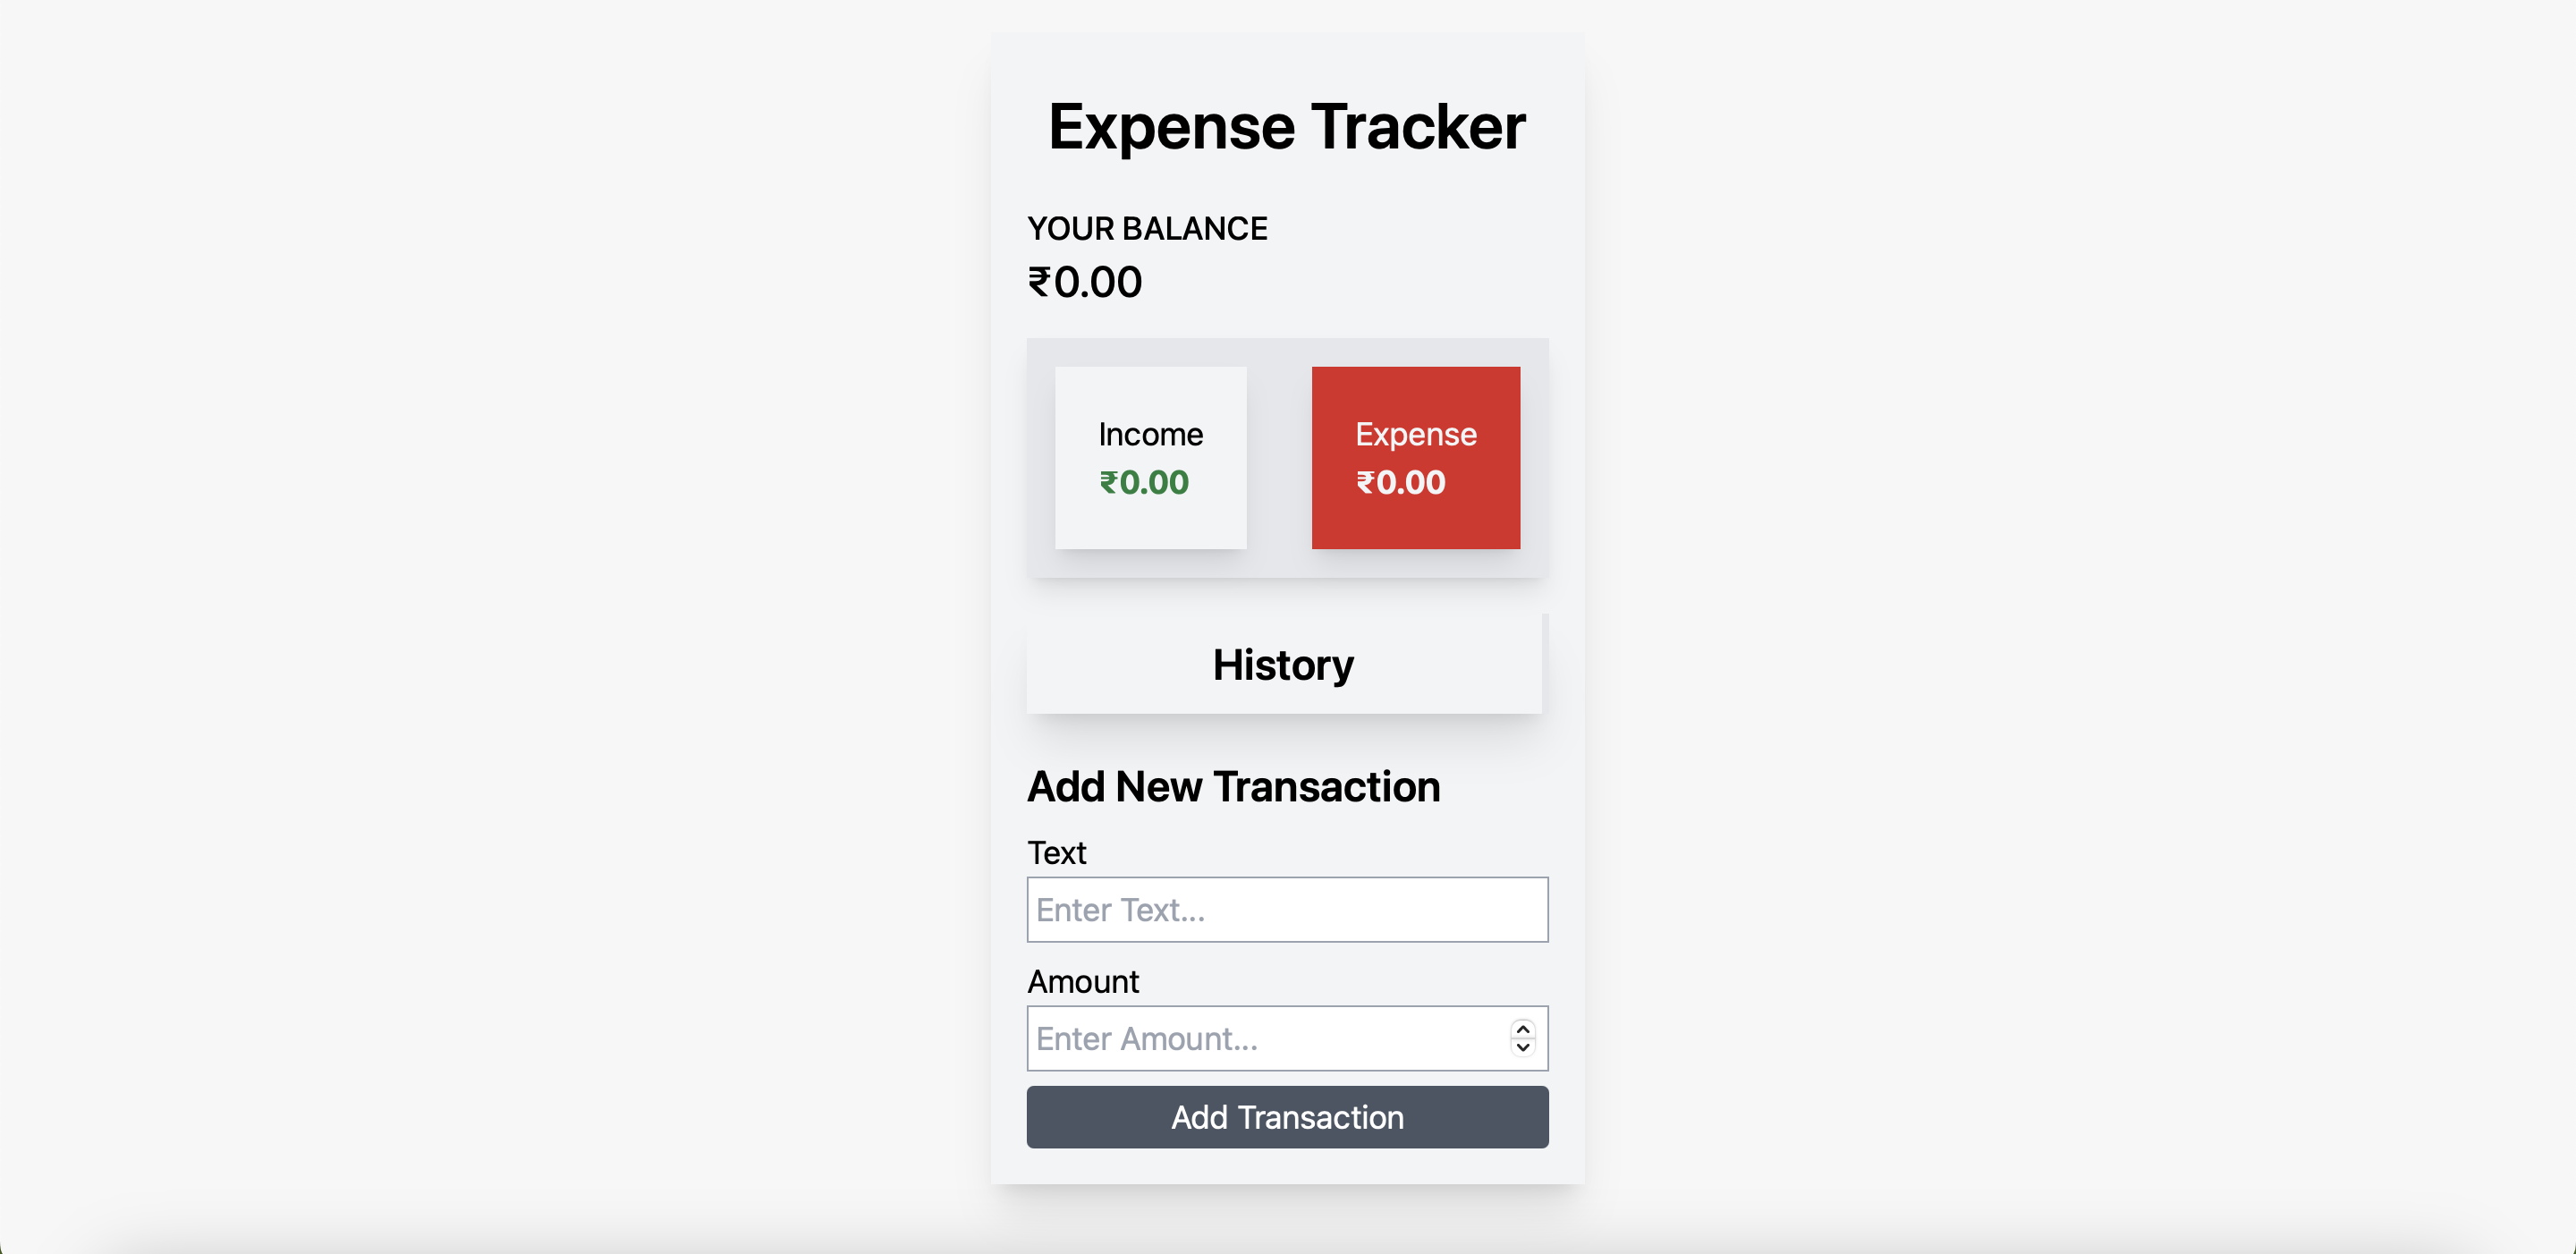 Expense Tracker
YOUR BALANCE
₹0.00
Income
₹0.00
Expense
₹0.00
History
Add New Transaction
Text
Enter Text...
Amount
Enter Amount...
Add Transaction